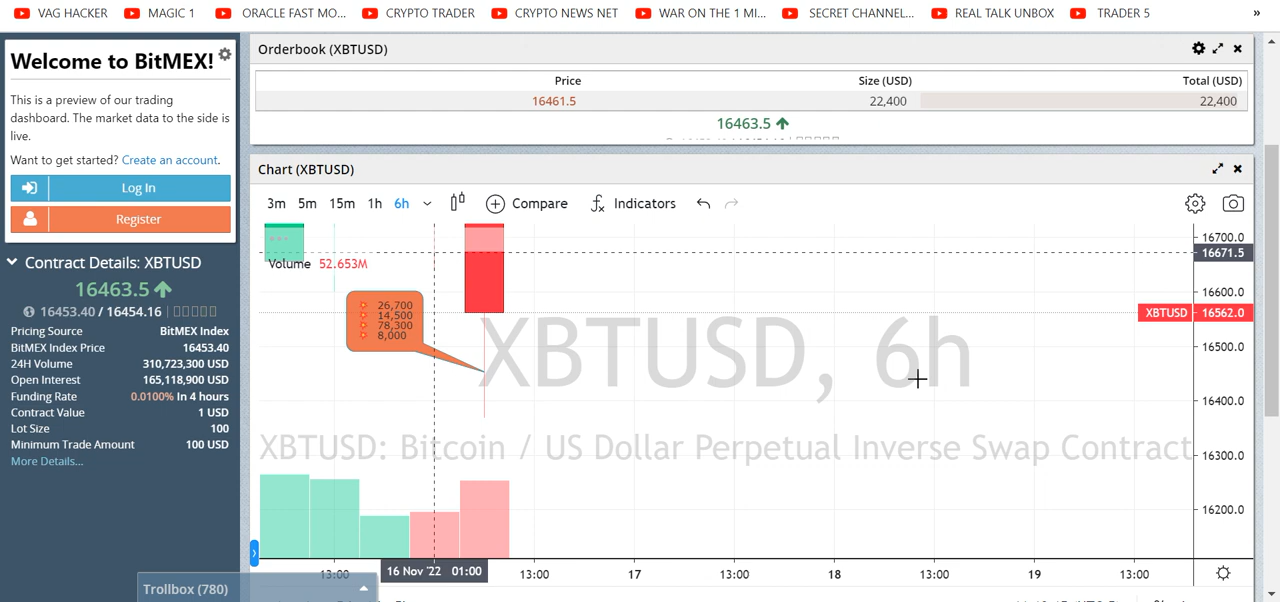 VAG HACKER MAGIC 1 ORACLE FAST MO... CRYPTO TRADER CRYPTO NEWS NET WAR ON THE 1 MI... SECRET CHANNEL... REAL TALK UNBOX TRADER 5 »
Welcome to BitMEX!
This is a preview of our trading
dashboard. The market data to the side is
live.
Want to get started? Create an account.
Log In
Register
Contract Details: XBTUSD
16463.5
16453.40 / 16454.16
Pricing Source BitMEX Index
BitMEX Index Price 16453.40
24H Volume 310,723,300 USD
Open Interest 165,118,900 USD
Funding Rate 0.0100% In 4 hours
Contract Value 1 USD
Lot Size 100
Minimum Trade Amount 100 USD
More Details...
Trollbox (780)
Orderbook (XBTUSD)
Price Size (USD) Total (USD)
16461.5 22,400 22,400
16463.5
Chart (XBTUSD)
3m 5m 15m 1h 6h Compare Indicators
Volume 52.653M
26,700
14,500
78,300
8,000
XBTUSD, 6h
XBTUSD: Bitcoin / US Dollar Perpetual Inverse Swap Contract
16700.0
16671.5
16600.0
XBTUSD 16562.0
16500.0
16400.0
16300.0
16200.0
13:00 16 Nov '22 01:00 13:00 17 13:00 18 13:00 19 13:00